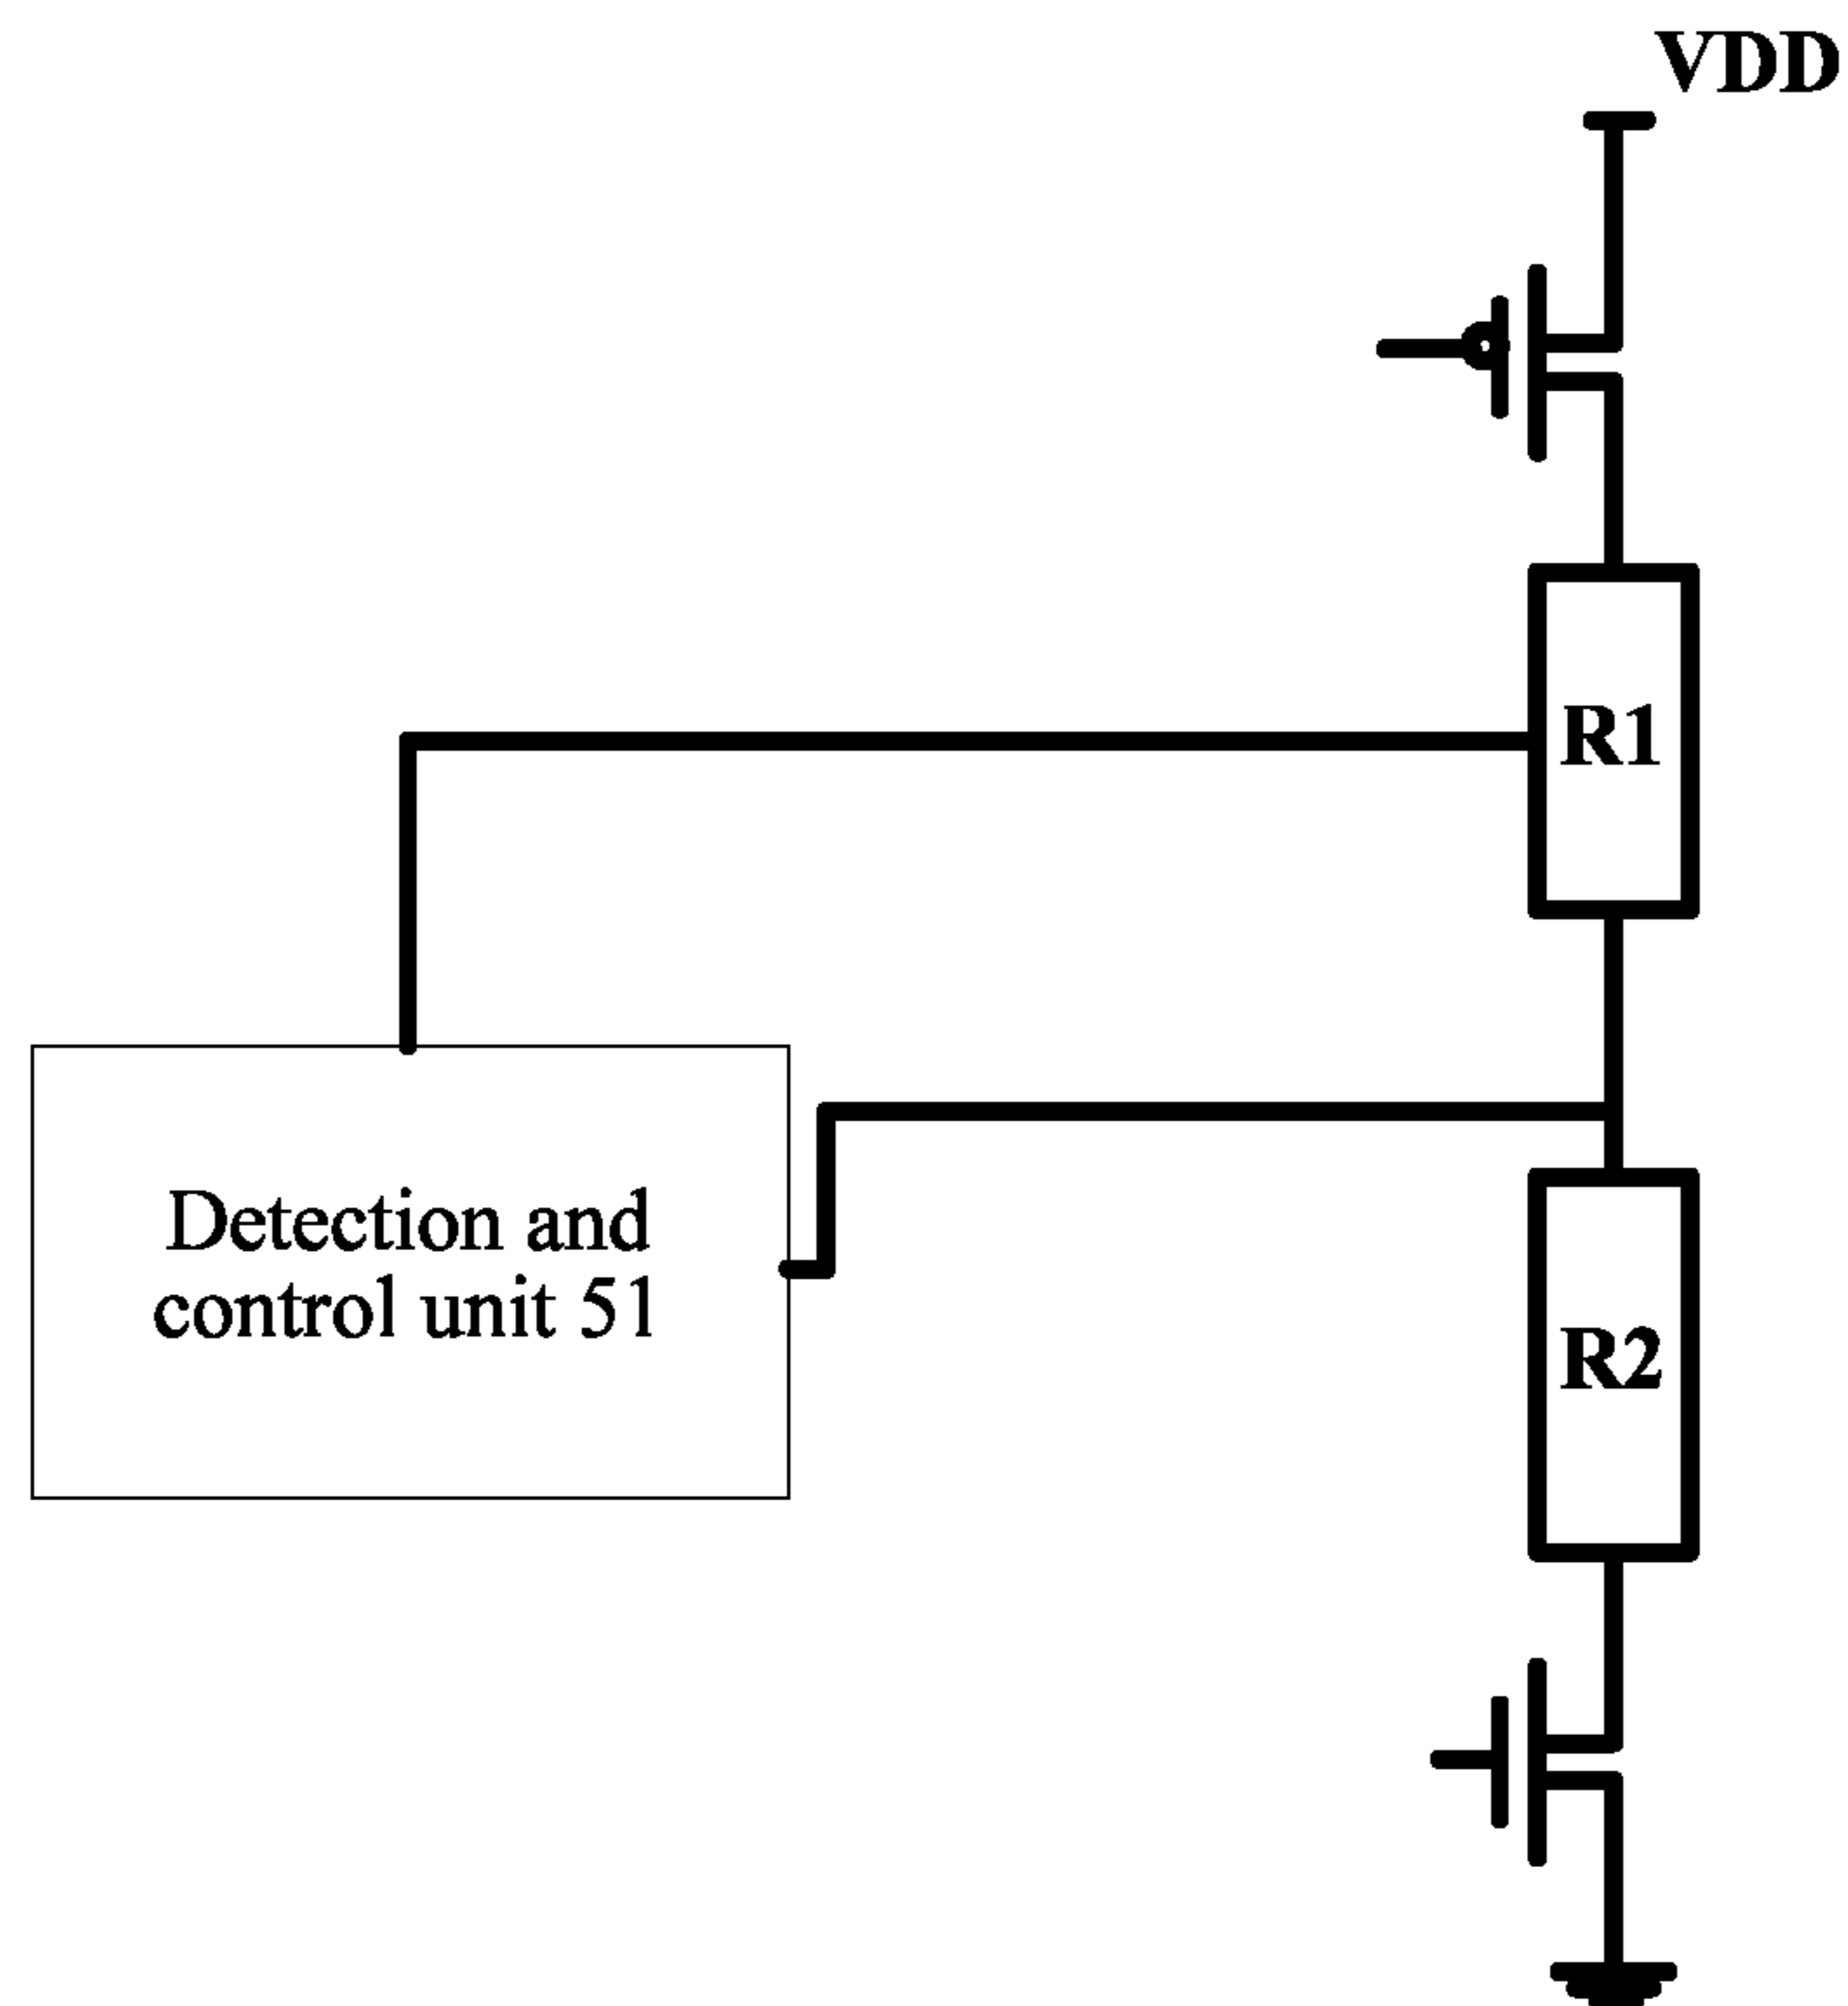 VDD
R1
Detection and
control unit 51
R2